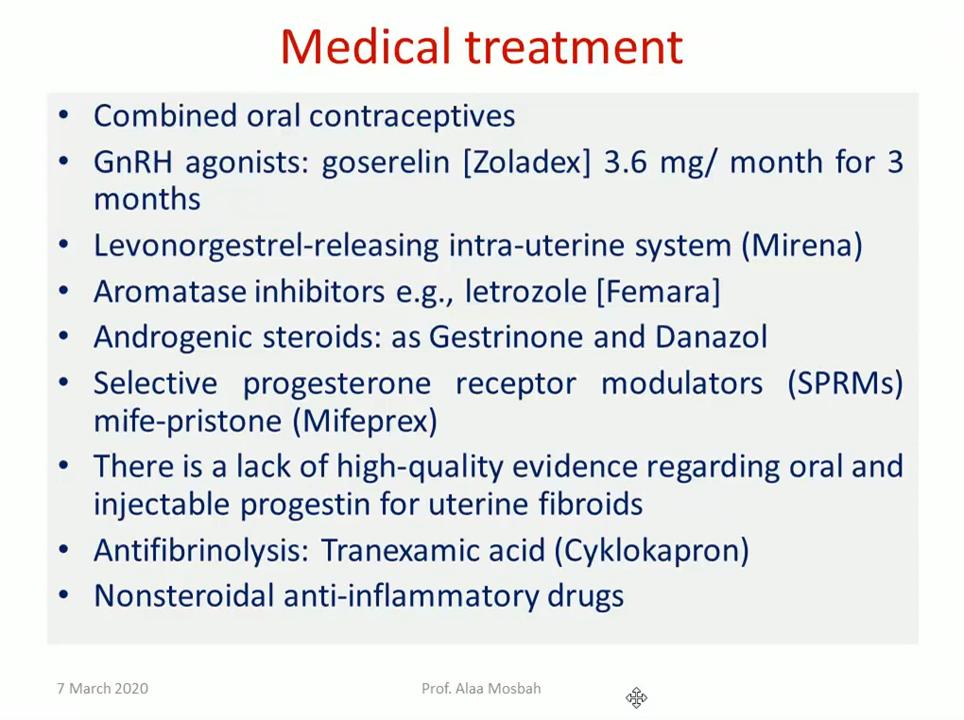 Medical treatment
• Combined oral contraceptives
• GnRH agonists: goserelin [Zoladex] 3.6 mg/ month for 3
months
• Levonorgestrel-releasing intra-uterine system (Mirena)
• Aromatase inhibitors e.g., letrozole [Femara]
• Androgenic steroids: as Gestrinone and Danazol
• Selective progesterone receptor modulators (SPRMs)
mife-pristone (Mifeprex)
• There is a lack of high-quality evidence regarding oral and
injectable progestin for uterine fibroids
• Antifibrinolysis: Tranexamic acid (Cyklokapron)
• Nonsteroidal anti-inflammatory drugs
7 March 2020 Prof. Alaa Mosbah